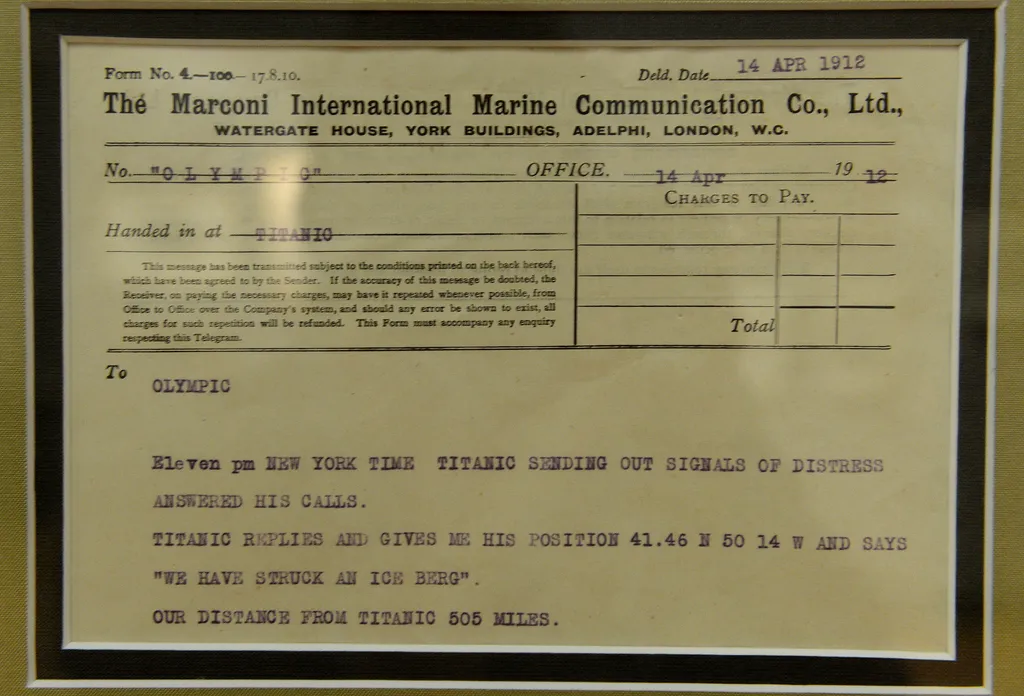 Form No. 4.—100.— 17.8.10.
Deld. Date 14 APR 1912
The Marconi International Marine Communication Co., Ltd.,
WATERGATE HOUSE, YORK BUILDINGS, ADELPHI, LONDON, W.C.
No. "OLYMPIC" OFFICE. 14 Apr 19 12
CHARGES TO PAY.
Handed in at TITANIC
This message has been transmitted subject to the conditions printed on the back hereof,
which have been agreed to by the Sender. If the accuracy of this message be doubted, the
Receiver, on paying the necessary charges, may have it repeated whenever possible, from
Office to Office over the Company's system, and should any error be shown to exist, all
charges for such repetition will be refunded. This Form must accompany any enquiry
respecting this Telegram.
Total
To
OLYMPIC
Eleven pm NEW YORK TIME TITANIC SENDING OUT SIGNALS OF DISTRESS
ANSWERED HIS CALLS.
TITANIC REPLIES AND GIVES ME HIS POSITION 41.46 N 50 14 W AND SAYS
"WE HAVE STRUCK AN ICE BERG".
OUR DISTANCE FROM TITANIC 505 MILES.